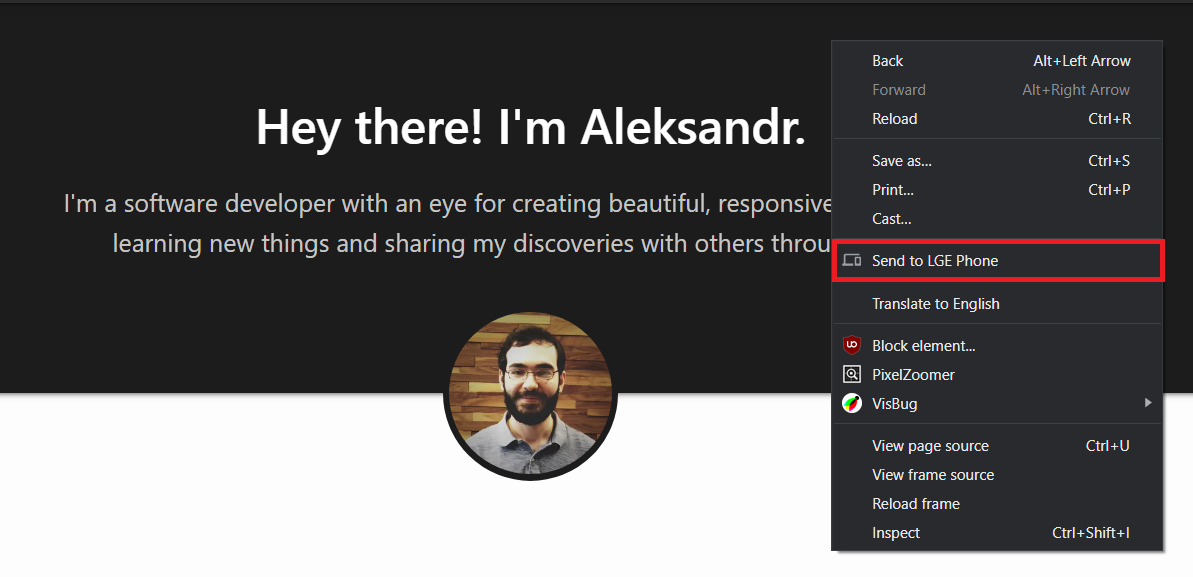 Hey there! I'm Aleksandr.
I'm a software developer with an eye for creating beautiful, responsive
learning new things and sharing my discoveries with others
Back Alt+Left Arrow
Forward Alt+Right Arrow
Reload Ctrl+R
Save as... Ctrl+S
Print... Ctrl+P
Cast...
Send to LGE Phone
Translate to English
Block element...
PixelZoomer
VisBug
View page source Ctrl+U
View frame source
Reload frame
Inspect Ctrl+Shift+I